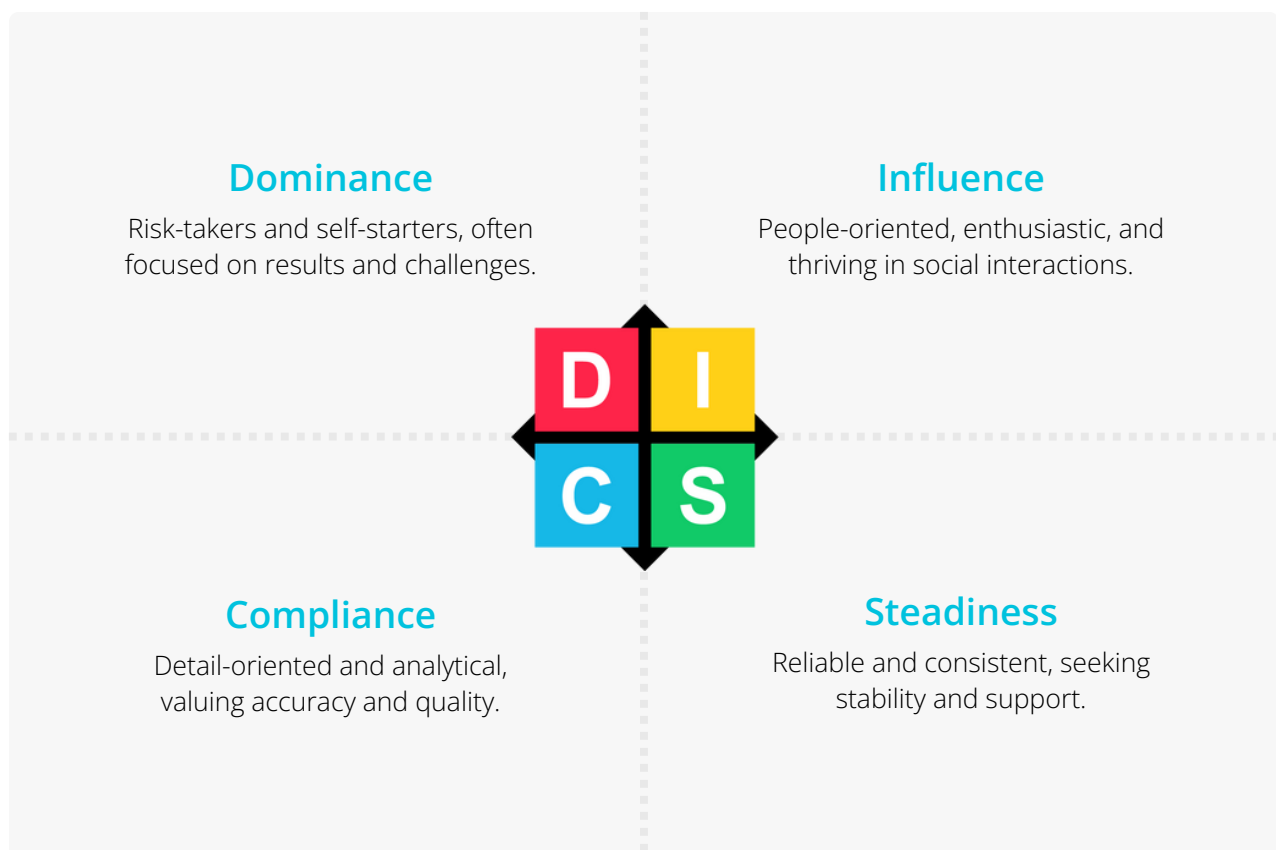 Dominance
Risk-takers and self-starters, often
focused on results and challenges.
Influence
People-oriented, enthusiastic, and
thriving in social interactions.
D I
C S
Compliance
Detail-oriented and analytical,
valuing accuracy and quality.
Steadiness
Reliable and consistent, seeking
stability and support.